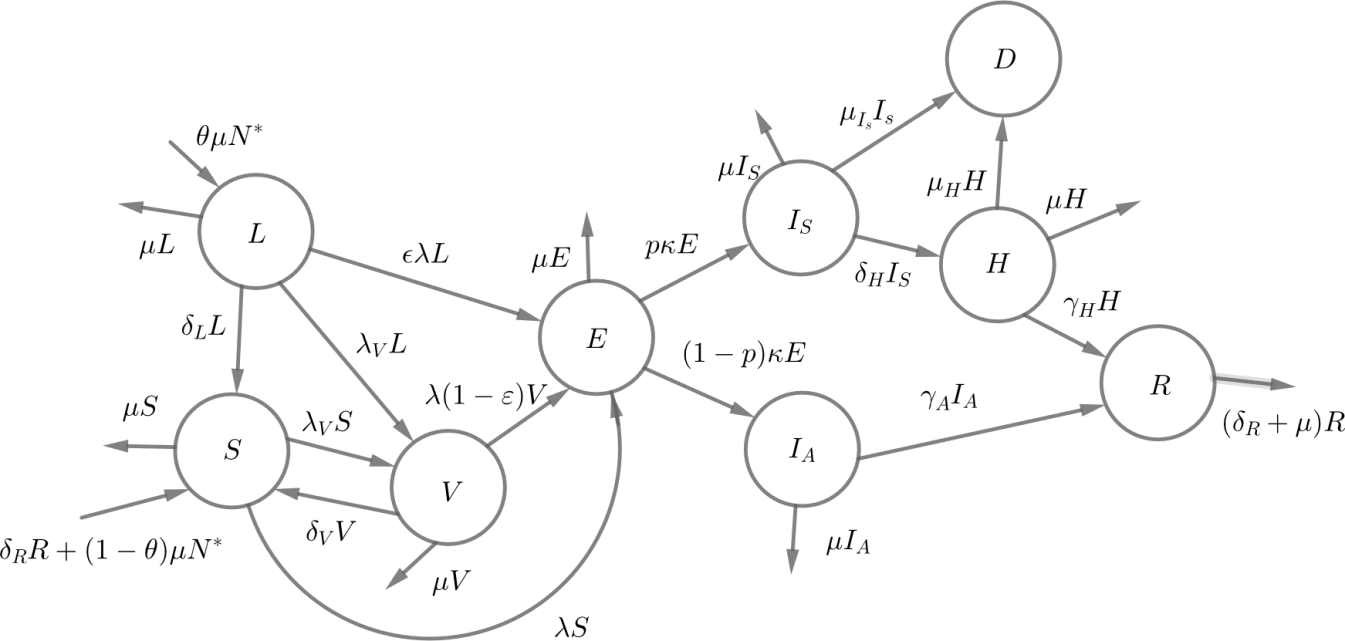 D
μ_{I_s}I_s
θμN*
μI_S
μ_H H
μH
L
I_S
μL
ϵλL
μE
pκE
δ_H I_S
H
γ_H H
δ_L L
λ_V L
E
(1 − p)κE
R
μS
λ(1 − ε)V
γ_A I_A
(δ_R + μ)R
λ_V S
S
I_A
V
δ_V V
δ_R R + (1 − θ)μN*
μI_A
μV
λS